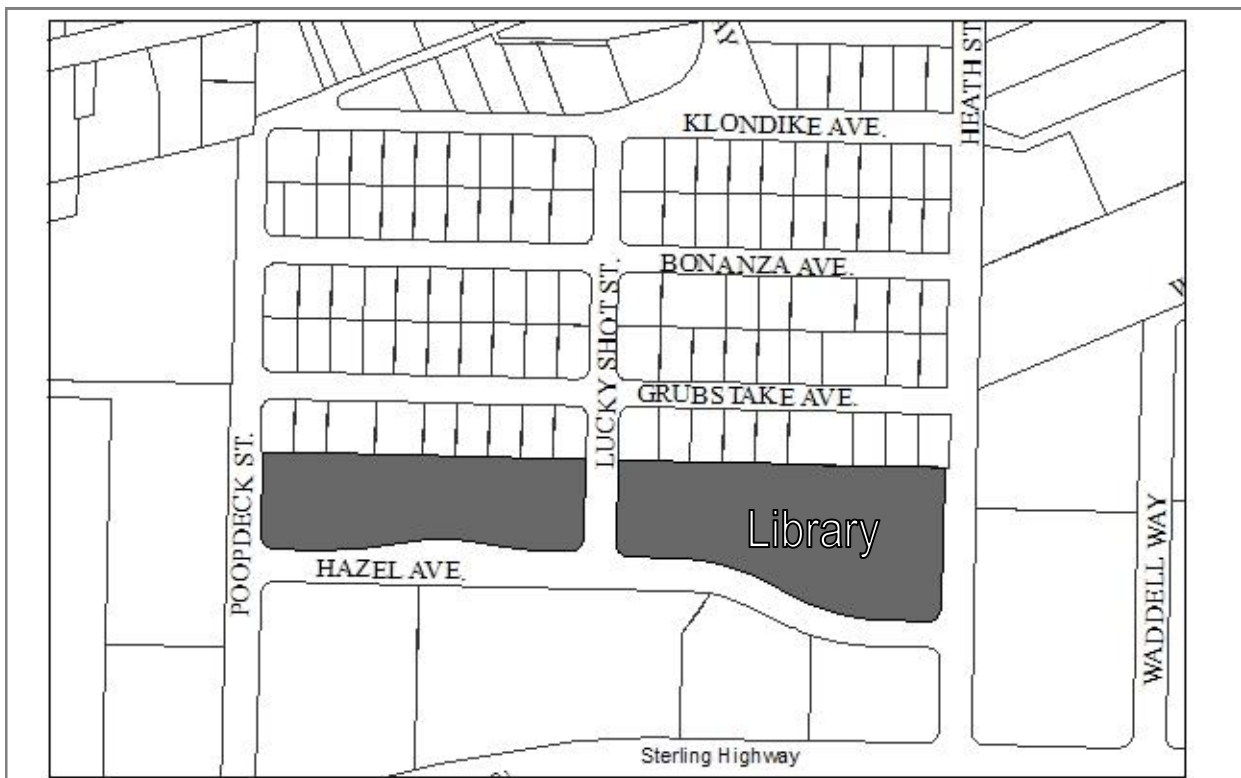 KLONDIKE AVE.
HEATH ST
BONANZA AVE.
LUCKY SHOT ST.
GRUBSTAKE AVE.
POOPDECK ST.
Library
HAZEL AVE.
WADDELL WAY
Sterling Highway